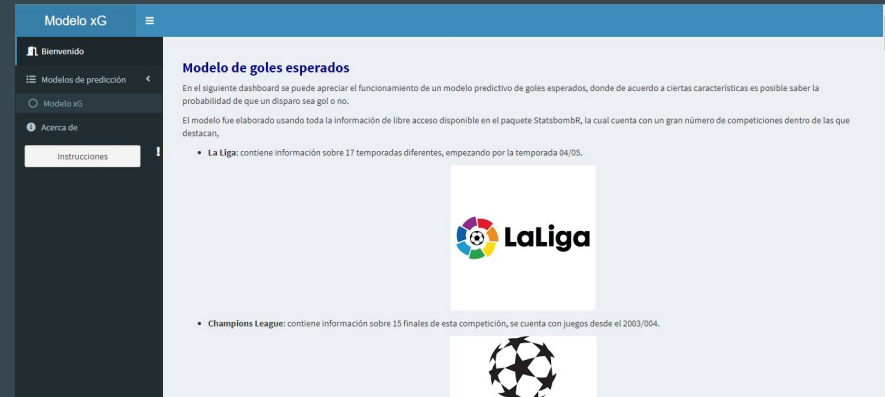 Modelo xG
Bienvenido
Modelos de predicción
Modelo xG
Acerca de
Instrucciones
!
Modelo de goles esperados
En el siguiente dashboard se puede apreciar el funcionamiento de un modelo predictivo de goles esperados, donde de acuerdo a ciertas características es posible saber la
probabilidad de que un disparo sea gol o no.
El modelo fue elaborado usando toda la información de libre acceso disponible en el paquete StatsbombR, la cual cuenta con un gran número de competiciones dentro de las que
destacan,
• La Liga: contiene información sobre 17 temporadas diferentes, empezando por la temporada 04/05.
LaLiga
• Champions League: contiene información sobre 15 finales de esta competición, se cuenta con juegos desde el 2003/004.